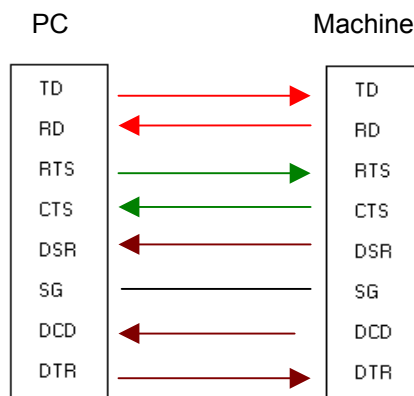 PC Machine
TD TD
RD RD
RTS RTS
CTS CTS
DSR DSR
SG SG
DCD DCD
DTR DTR